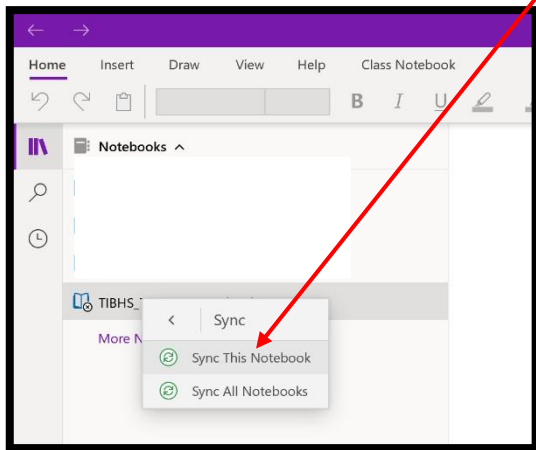 Home Insert Draw View Help Class Notebook
B I U
Notebooks
TIBHS_
More N
Sync
Sync This Notebook
Sync All Notebooks